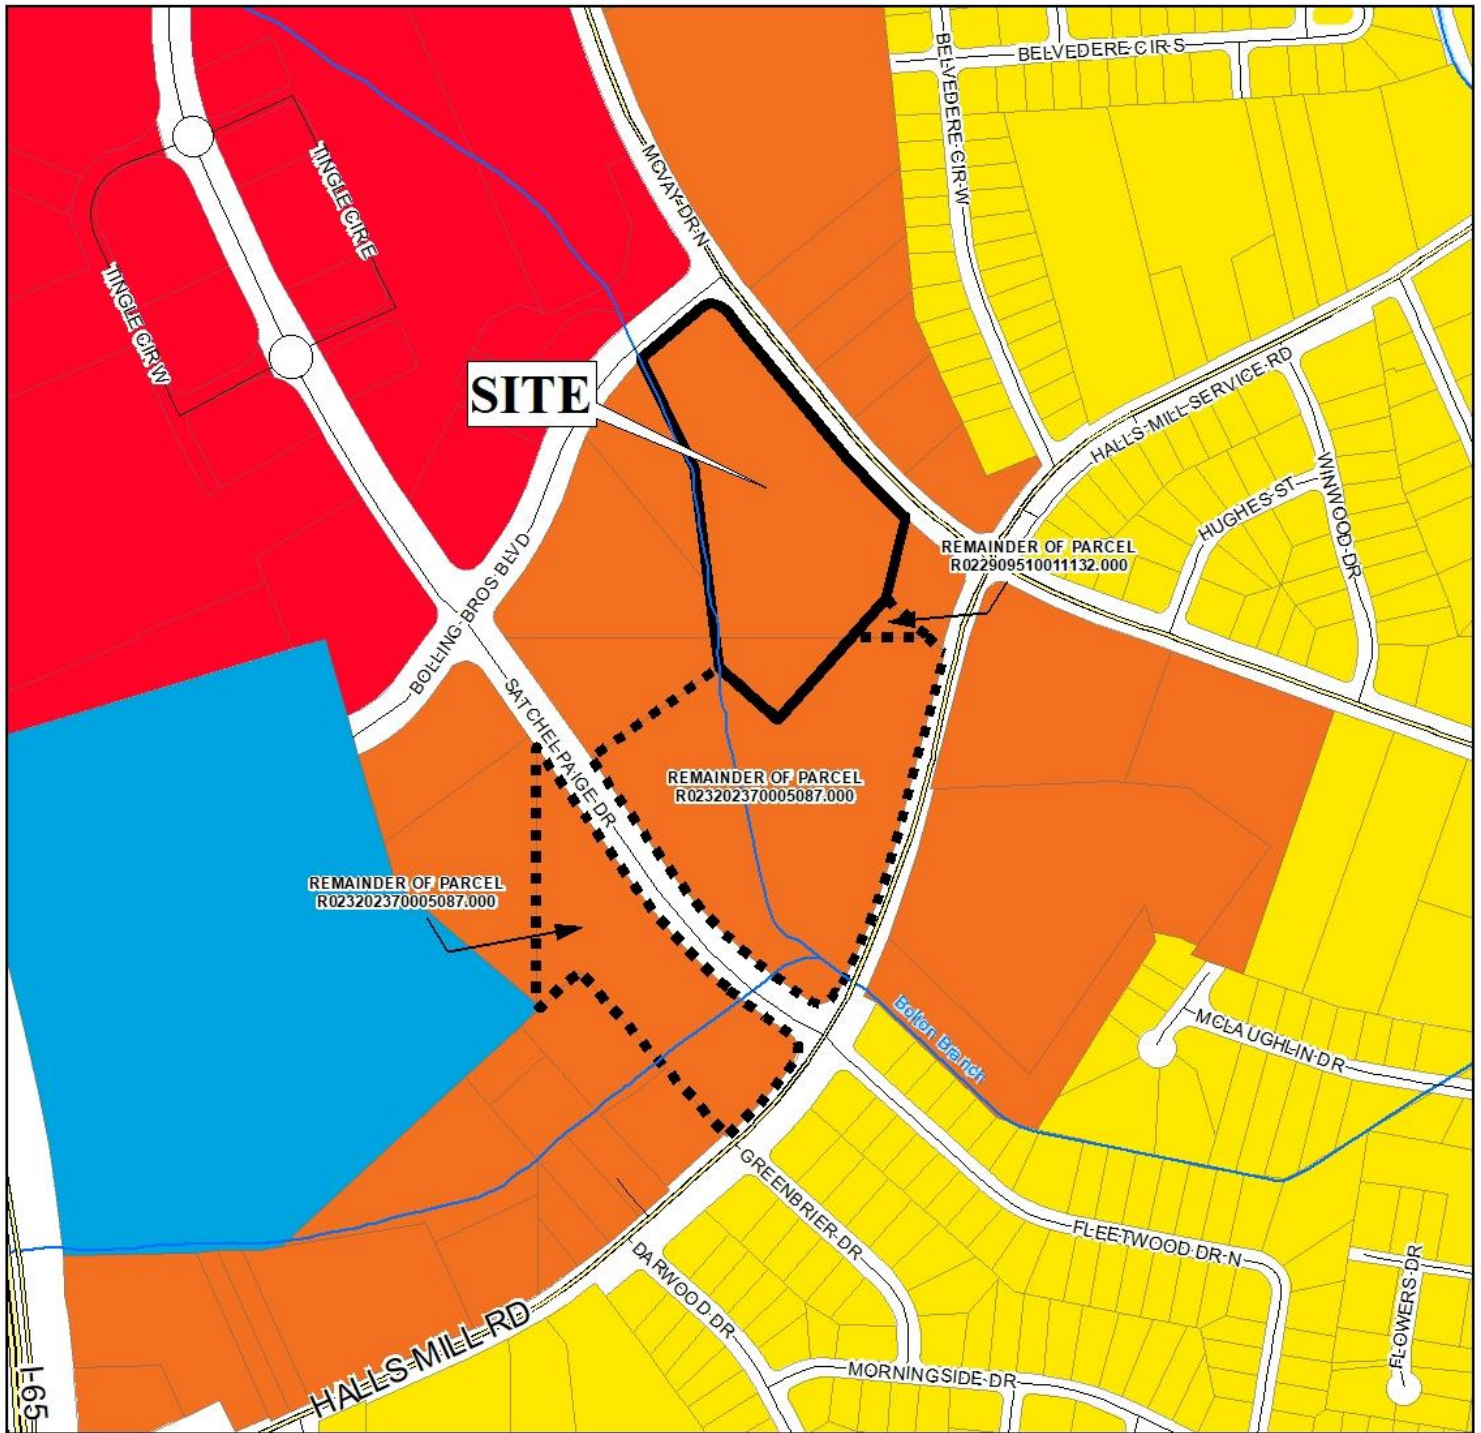 BELVEDERE CIR S
BELVEDERE CIR W
MCVAY DR N
TINGLE CIR E
TINGLE CIR W
SITE
HALLS MILL SERVICE RD
WINWOOD DR
HUGHES ST
REMAINDER OF PARCEL
R022909510011132.000
BOLLING BROS BLVD
SATCHEL PAIGE DR
REMAINDER OF PARCEL
R023202370005087.000
REMAINDER OF PARCEL
R023202370005087.000
Bolton Branch
MCLAUGHLIN DR
GREENBRIER DR
FLEETWOOD DR N
DARWOOD DR
FLOWERS DR
HALLS MILL RD
MORNINGSIDE DR
I-65